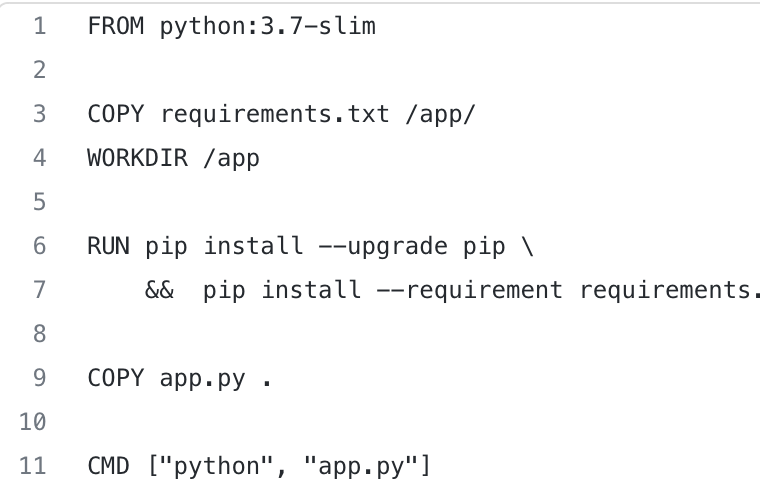 1 FROM python:3.7-slim
2
3 COPY requirements.txt /app/
4 WORKDIR /app
5
6 RUN pip install --upgrade pip \
7     &&  pip install --requirement requirements.
8
9 COPY app.py .
10
11 CMD ["python", "app.py"]